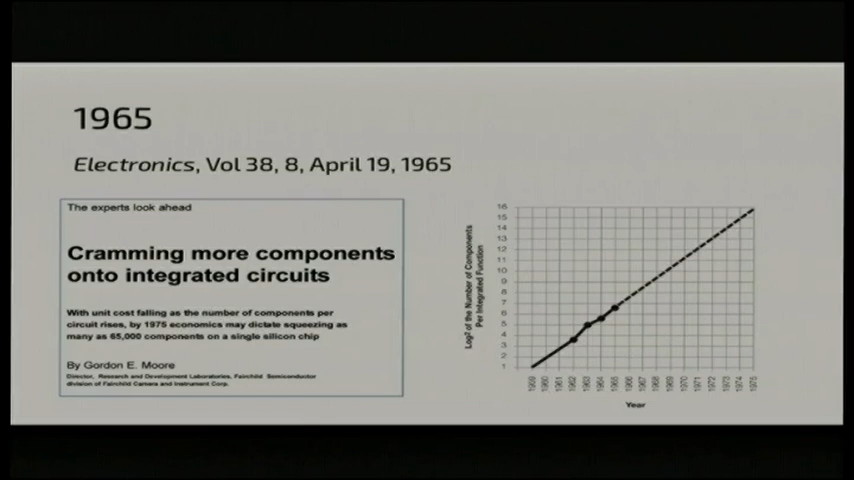 1965
Electronics, Vol 38, 8, April 19, 1965
The experts look ahead
Cramming more components
onto integrated circuits
With unit cost falling as the number of components per
circuit rises, by 1975 economics may dictate squeezing as
many as 65,000 components on a single silicon chip
By Gordon E. Moore
Director, Research and Development Laboratories, Fairchild Semiconductor
division of Fairchild Camera and Instrument Corp.
Log2 of the Number of Components
Per Integrated Function
16
15
14
13
12
11
10
9
8
7
6
5
4
3
2
1
1959
1960
1961
1962
1963
1964
1965
1966
1967
1968
1969
1970
1971
1972
1973
1974
1975
Year